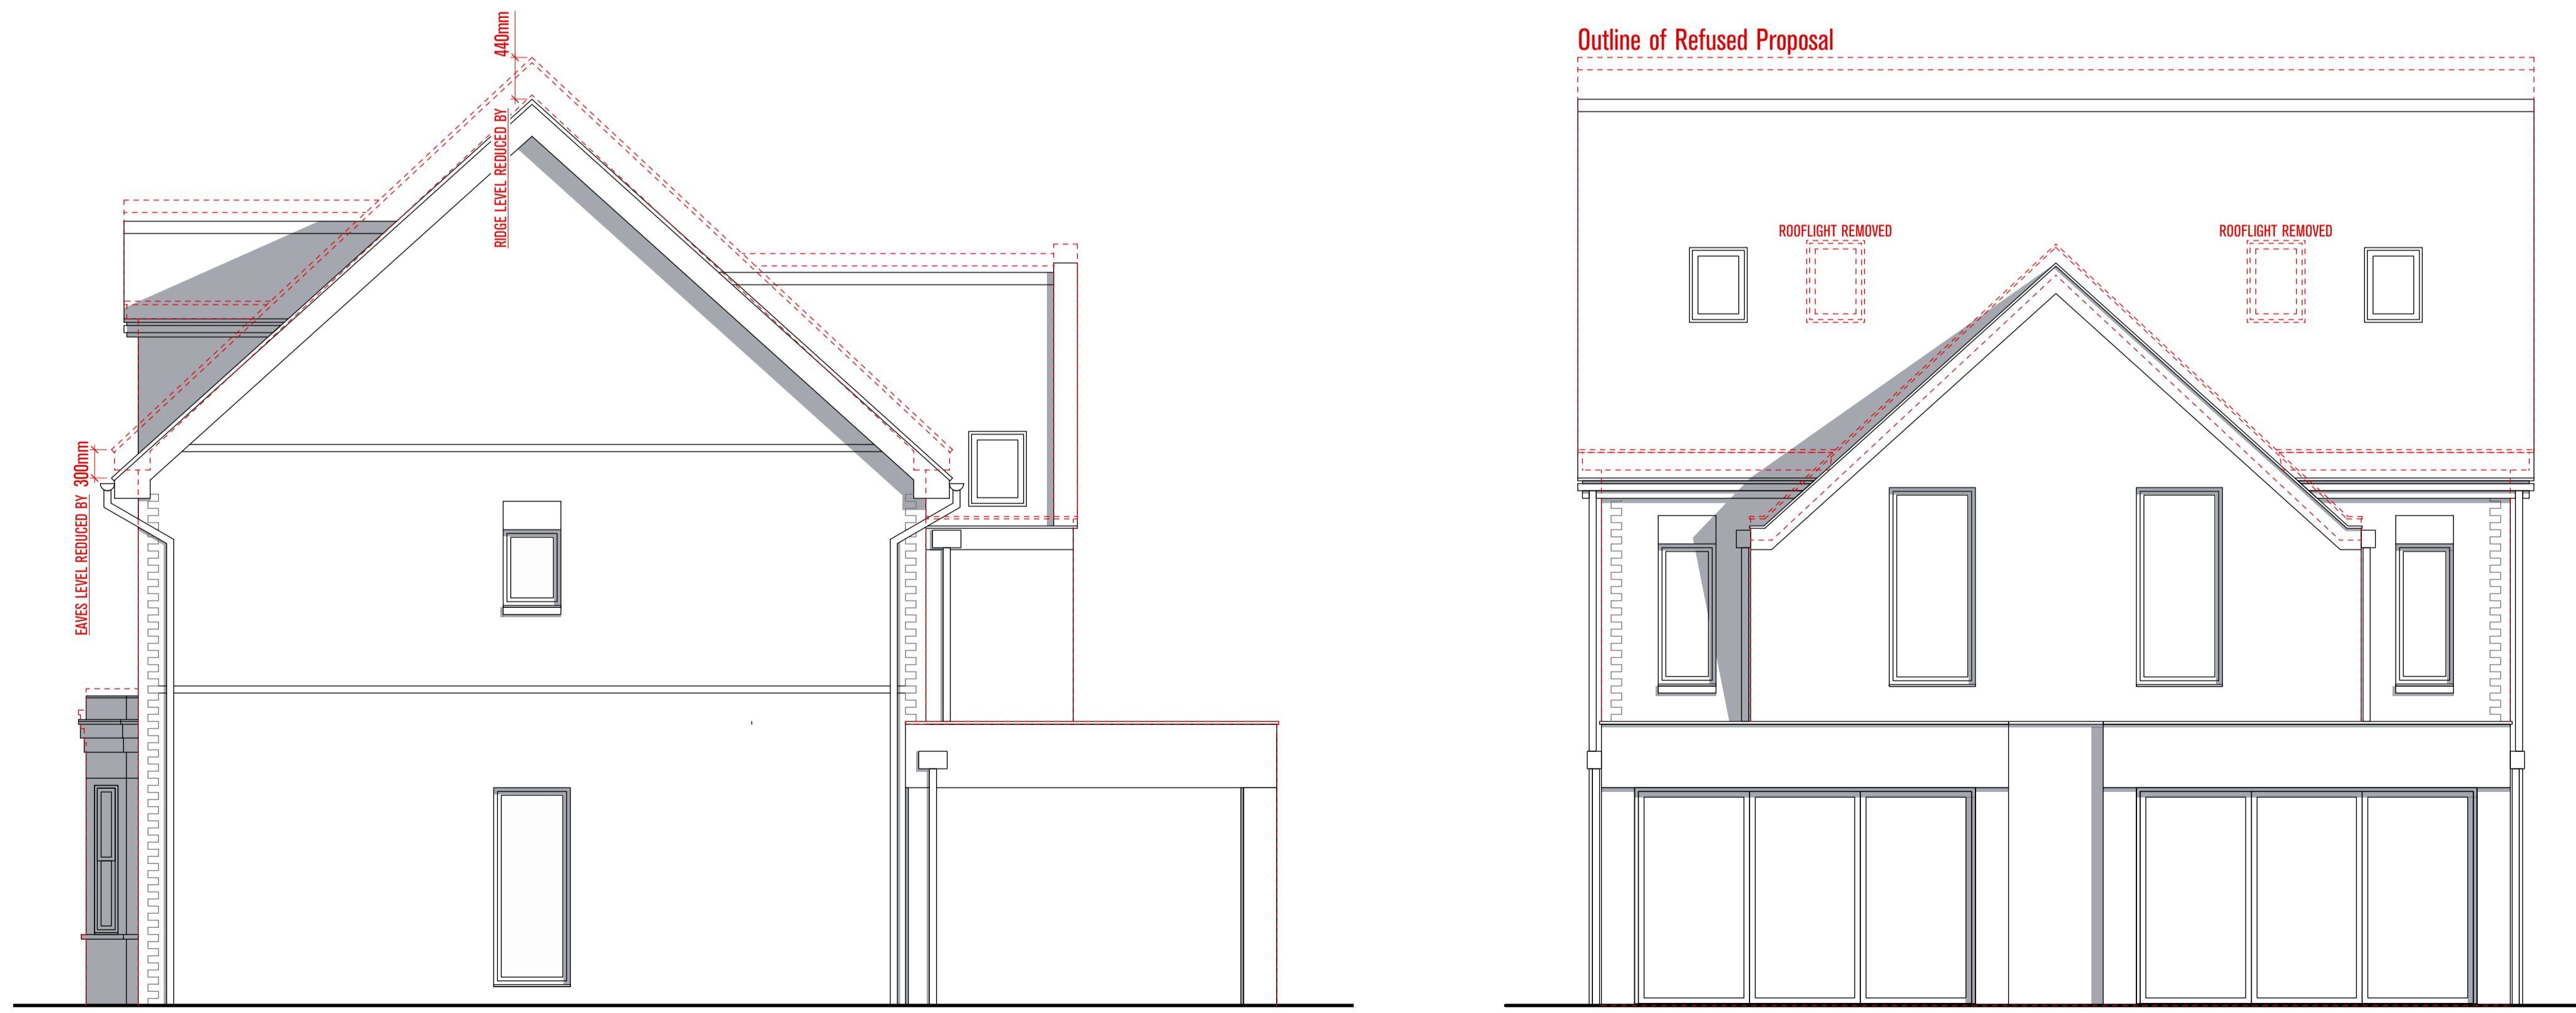 RIDGE LEVEL REDUCED BY 440mm
EAVES LEVEL REDUCED BY 300mm
Outline of Refused Proposal
ROOFLIGHT REMOVED
ROOFLIGHT REMOVED